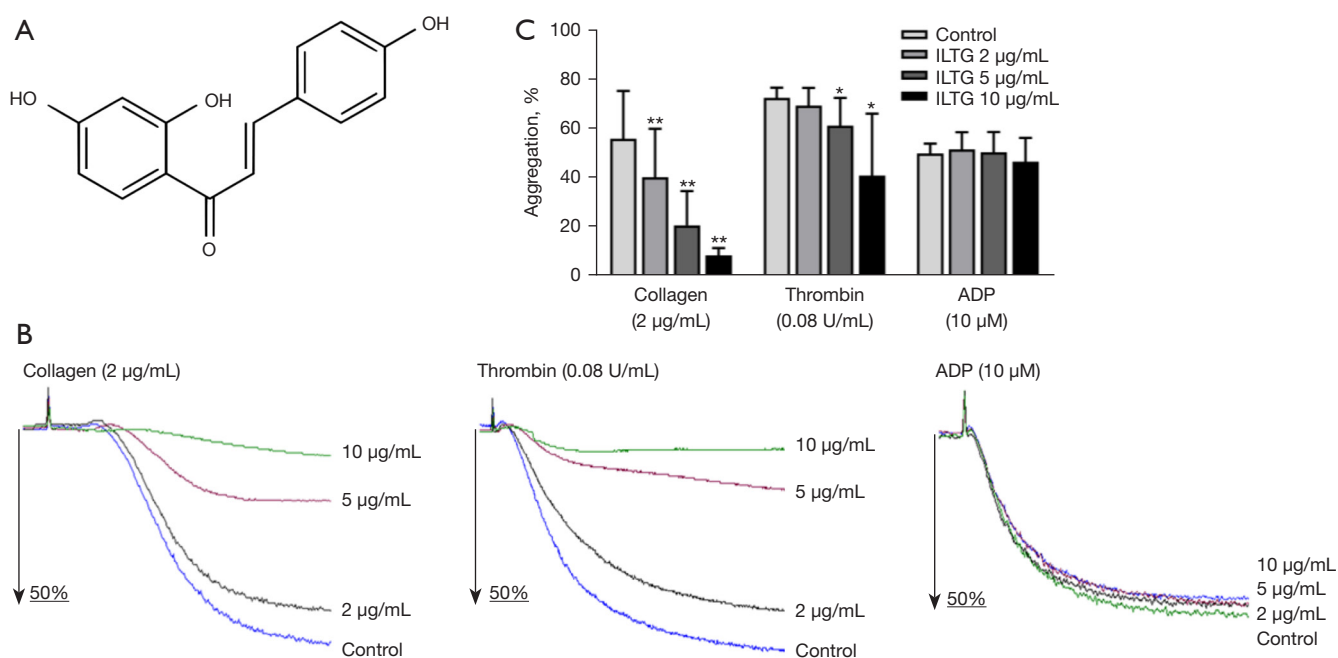 A
OH
HO
OH
O
C
100
80
60
40
20
0
Aggregation, %
Control
ILTG 2 µg/mL
ILTG 5 µg/mL
ILTG 10 µg/mL
**
**
**
*
*
Collagen
(2 µg/mL)
Thrombin
(0.08 U/mL)
ADP
(10 µM)
B
Collagen (2 µg/mL)
50%
10 µg/mL
5 µg/mL
2 µg/mL
Control
Thrombin (0.08 U/mL)
50%
10 µg/mL
5 µg/mL
2 µg/mL
Control
ADP (10 µM)
50%
10 µg/mL
5 µg/mL
2 µg/mL
Control